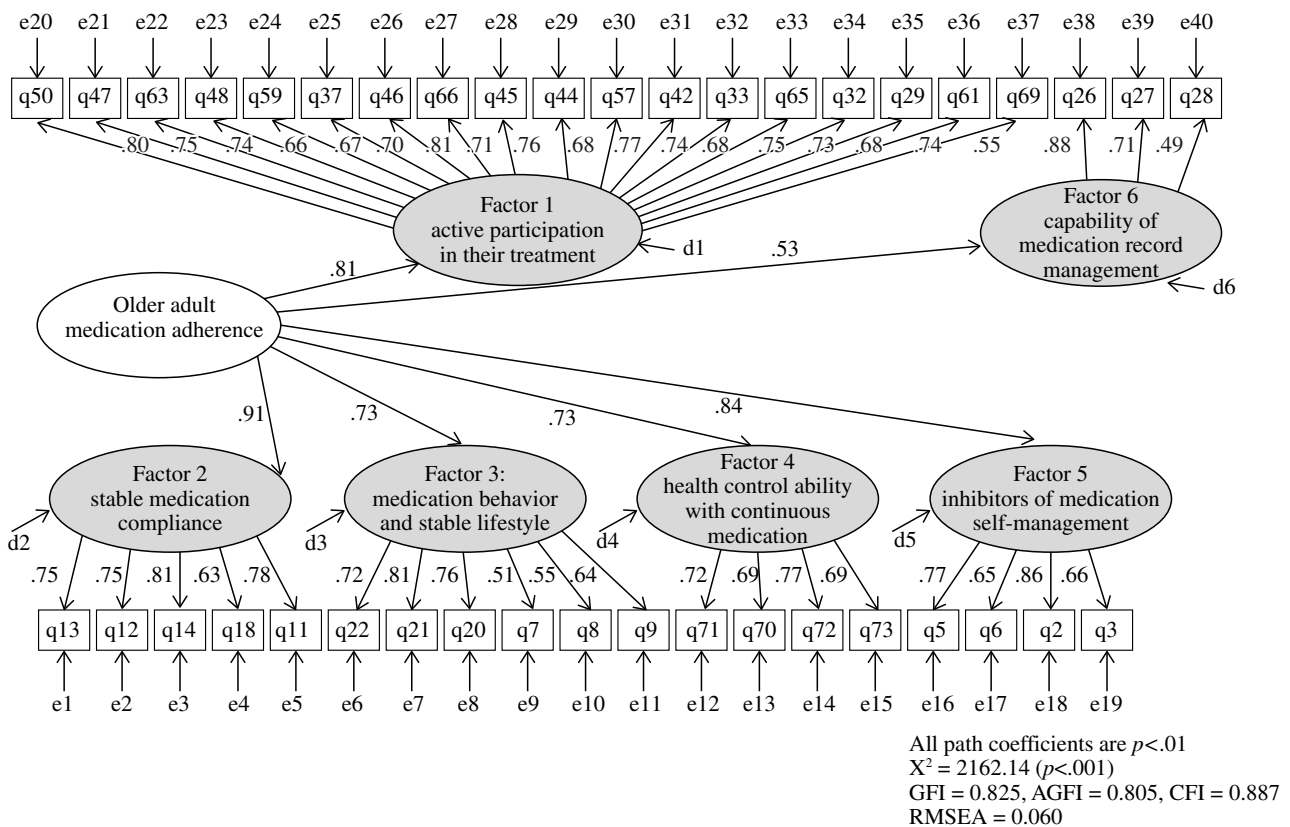 e20 e21 e22 e23 e24 e25 e26 e27 e28 e29 e30 e31 e32 e33 e34 e35 e36 e37 e38 e39 e40
q50 q47 q63 q48 q59 q37 q46 q66 q45 q44 q57 q42 q33 q65 q32 q29 q61 q69 q26 q27 q28
.80 .75 .74 .66 .67 .70 .81 .71 .76 .68 .77 .74 .68 .75 .73 .68 .74 .55 .88 .71 .49
Factor 1
active participation
in their treatment
d1
Factor 6
capability of
medication record
management
d6
.81
.53
Older adult
medication adherence
.91
.73
.73
.84
Factor 2
stable medication
compliance
d2
Factor 3:
medication behavior
and stable lifestyle
d3
Factor 4
health control ability
with continuous
medication
d4
Factor 5
inhibitors of medication
self-management
d5
.75 .75 .81 .63 .78 .72 .81 .76 .51 .55 .64 .72 .69 .77 .69 .77 .65 .86 .66
q13 q12 q14 q18 q11 q22 q21 q20 q7 q8 q9 q71 q70 q72 q73 q5 q6 q2 q3
e1 e2 e3 e4 e5 e6 e7 e8 e9 e10 e11 e12 e13 e14 e15 e16 e17 e18 e19
All path coefficients are p<.01
X² = 2162.14 (p<.001)
GFI = 0.825, AGFI = 0.805, CFI = 0.887
RMSEA = 0.060